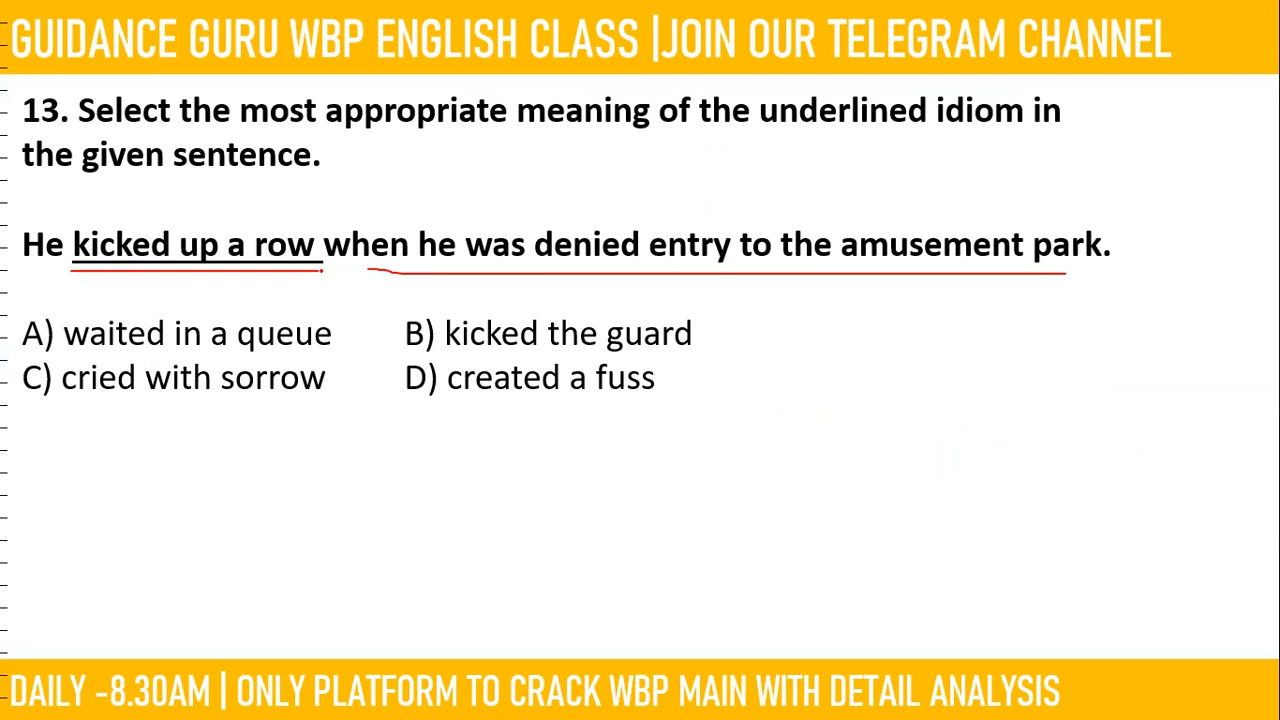 GUIDANCE GURU WBP ENGLISH CLASS |JOIN OUR TELEGRAM CHANNEL
13. Select the most appropriate meaning of the underlined idiom in
the given sentence.
He kicked up a row when he was denied entry to the amusement park.
A) waited in a queue B) kicked the guard
C) cried with sorrow D) created a fuss
DAILY -8.30AM | ONLY PLATFORM TO CRACK WBP MAIN WITH DETAIL ANALYSIS